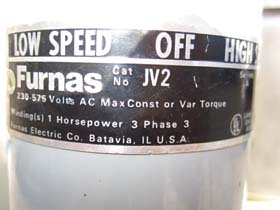 LOW SPEED OFF HIGH
Furnas Cat No JV2
230-575 Volts AC Max Const or Var Torque
Winding(s) 1 Horsepower 3 Phase 3
Furnas Electric Co. Batavia, IL U.S.A.